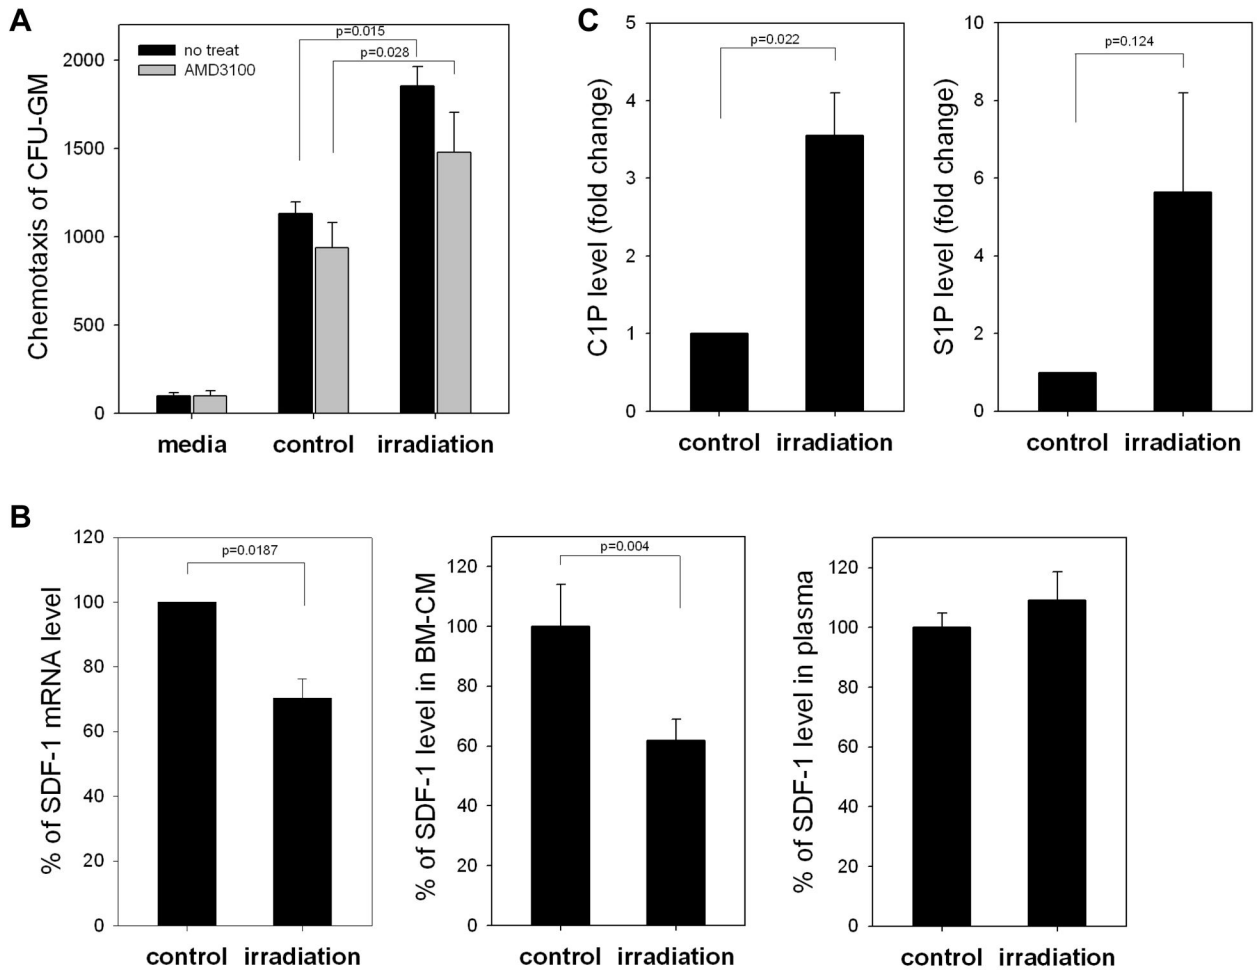 A
Chemotaxis of CFU-GM
2000
1500
1000
500
0
no treat
AMD3100
p=0.015
p=0.028
media control irradiation
C
C1P level (fold change)
5
4
3
2
1
0
p=0.022
control irradiation
S1P level (fold change)
10
8
6
4
2
0
p=0.124
control irradiation
B
% of SDF-1 mRNA level
120
100
80
60
40
20
0
p=0.0187
control irradiation
% of SDF-1 level in BM-CM
120
100
80
60
40
20
0
p=0.004
control irradiation
% of SDF-1 level in plasma
120
100
80
60
40
20
0
control irradiation